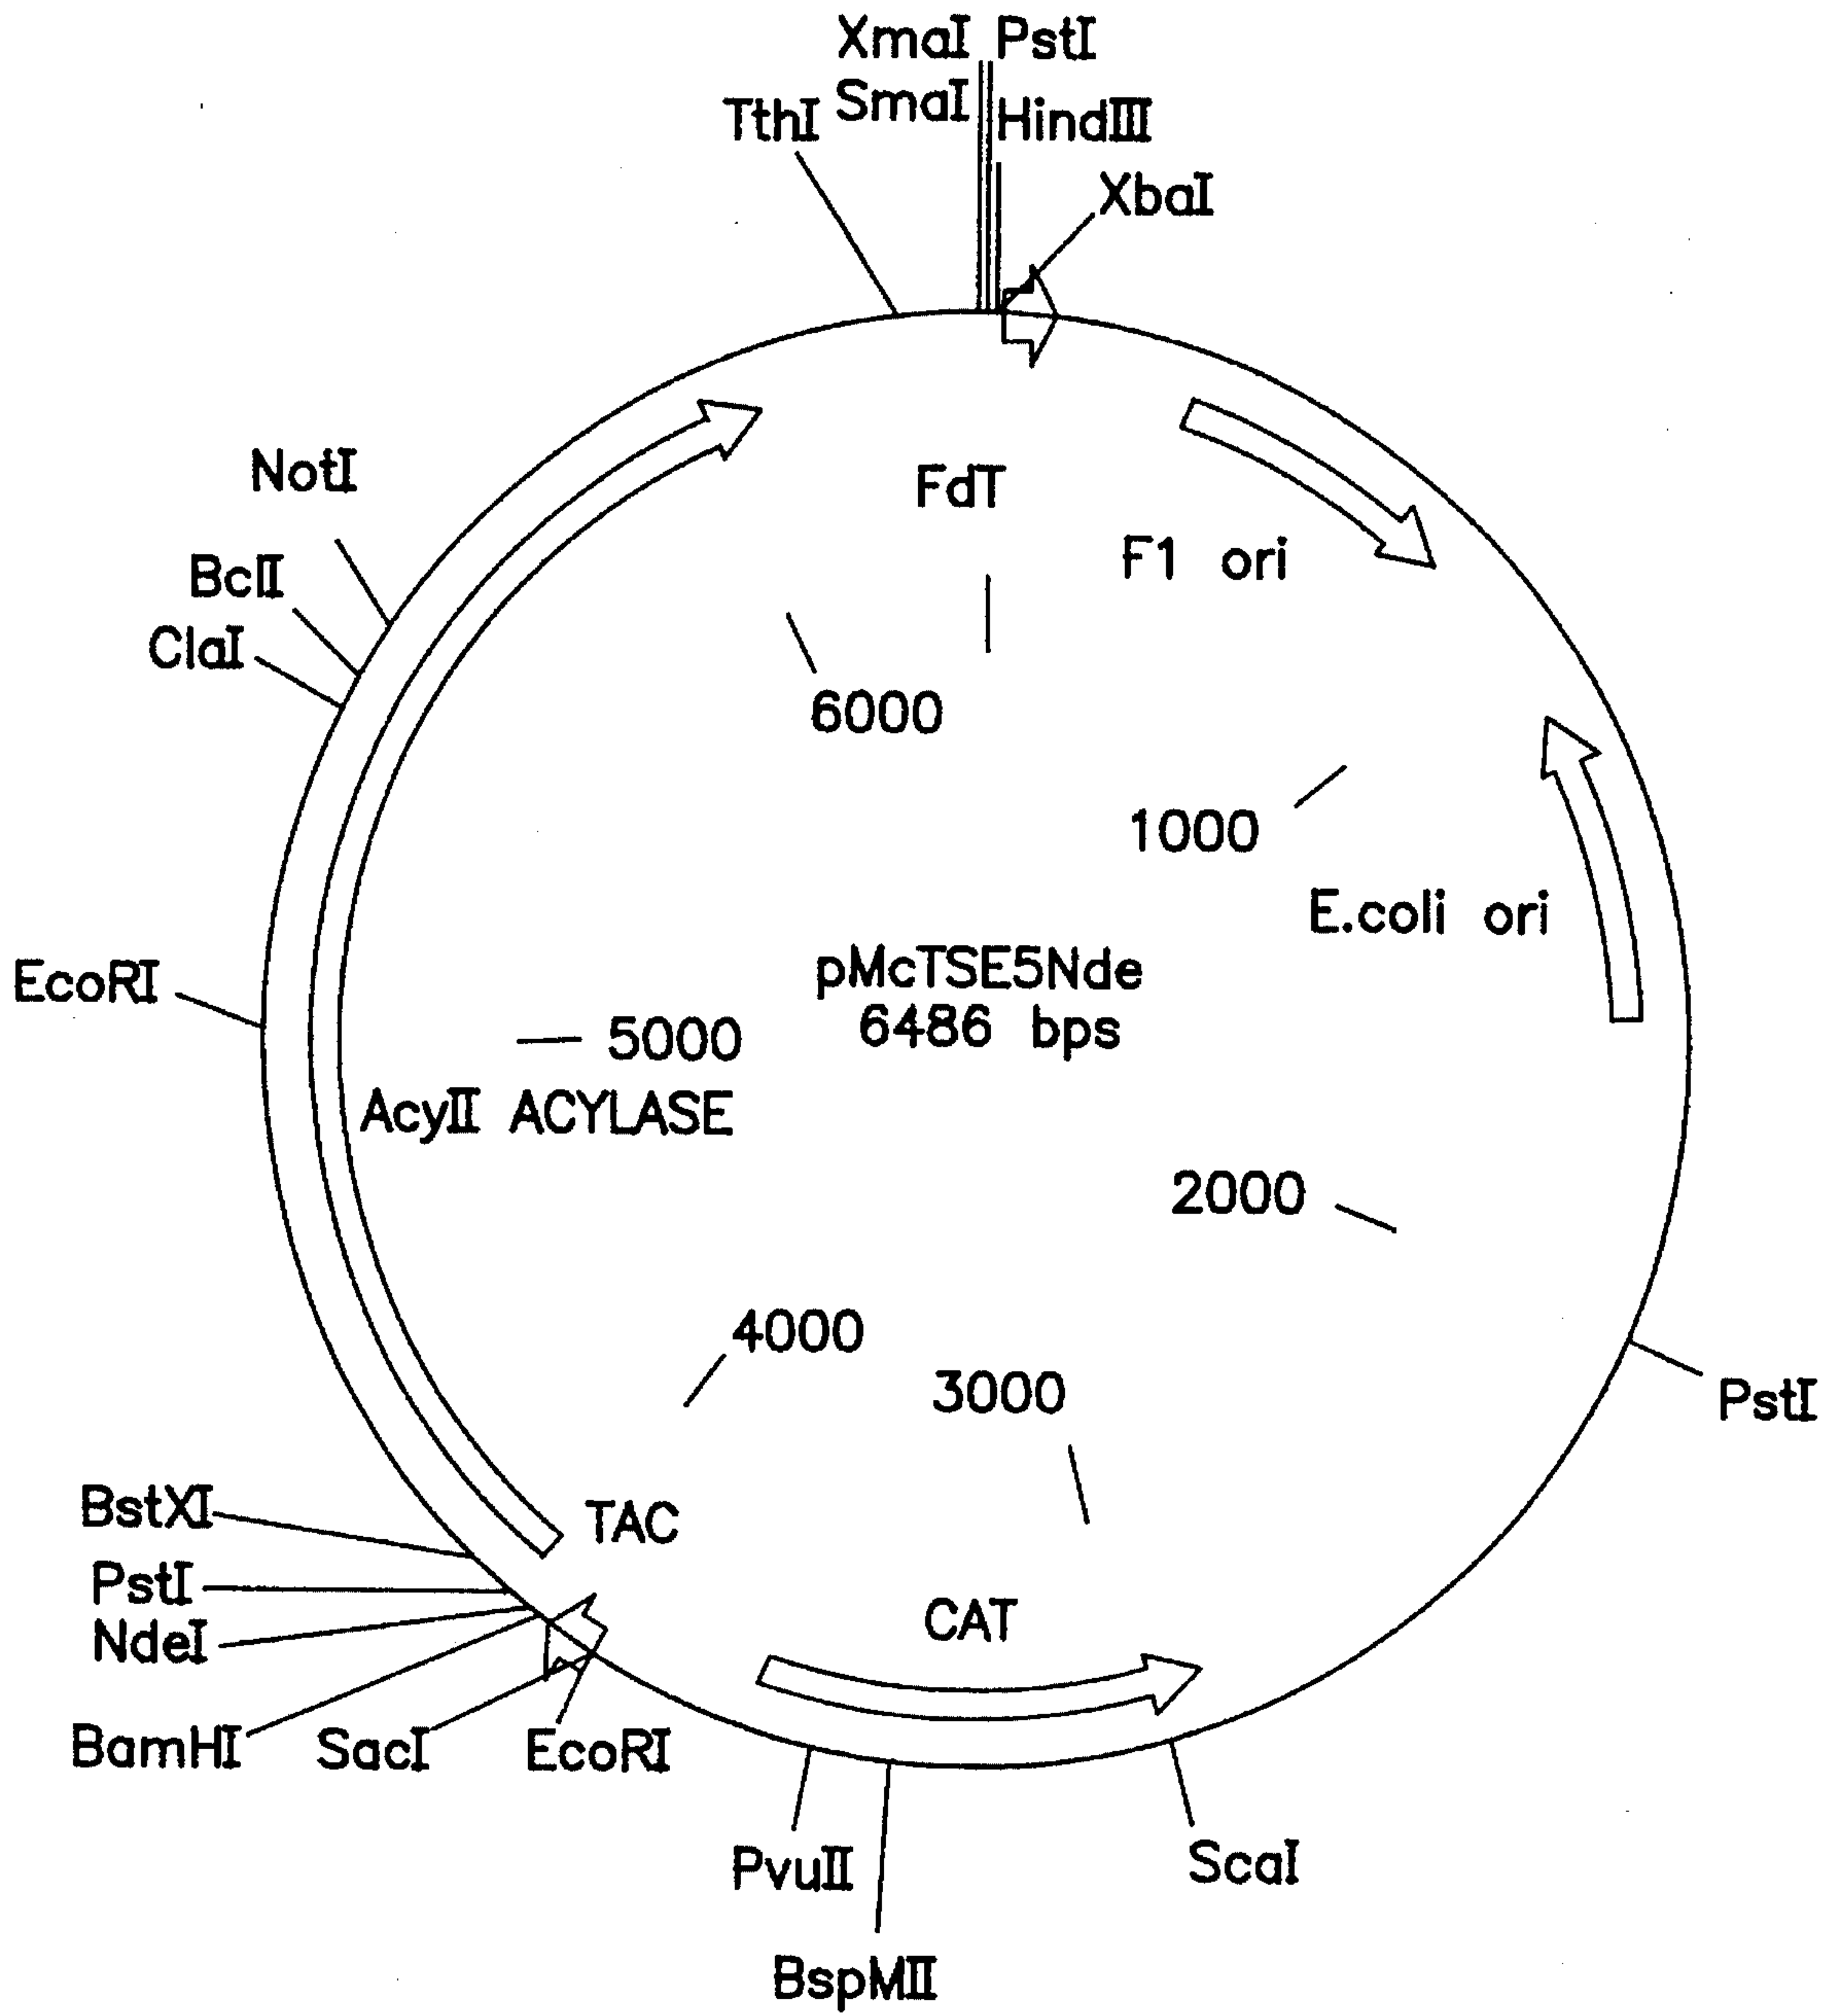 XmaI PstI
SmaI
TthI
HindIII
XbaI
NotI
FdT
F1 ori
BclI
ClaI
6000
1000
E.coli ori
pMcTSE5Nde
6486 bps
EcoRI
5000
AcyII ACYLASE
2000
4000
3000
PstI
BstXI
TAC
PstI
NdeI
CAT
BamHI
SacI
EcoRI
PvuII
ScaI
BspMII